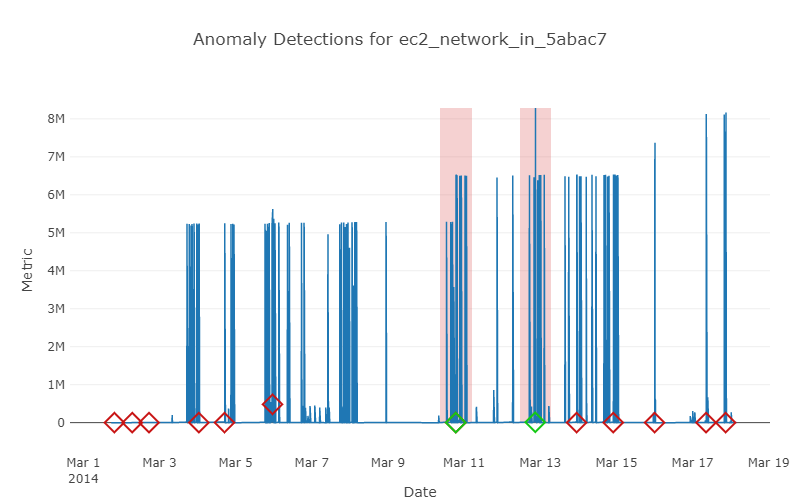 Anomaly Detections for ec2_network_in_5abac7
8M
7M
6M
5M
4M
3M
2M
1M
0
Metric
Mar 1 Mar 3 Mar 5 Mar 7 Mar 9 Mar 11 Mar 13 Mar 15 Mar 17 Mar 19
2014
Date